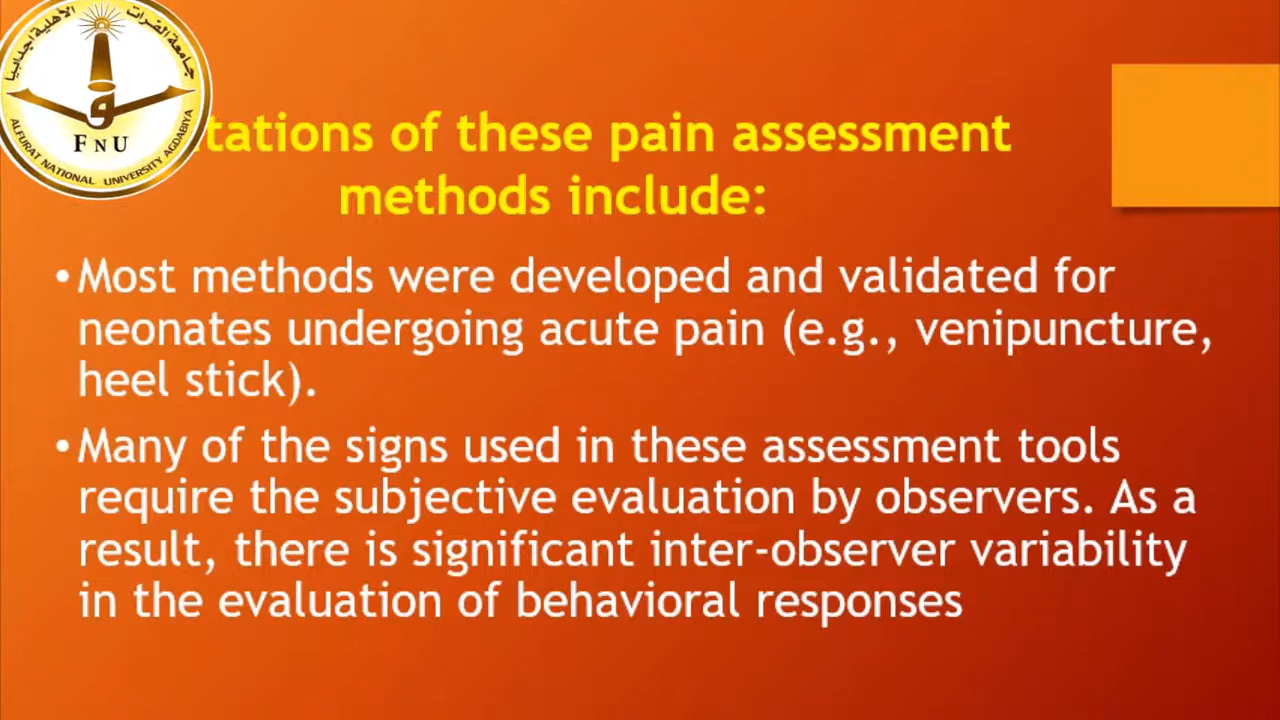 جامعة الفرات الأهلية اجدابيا
FNU
ALFURAT NATIONAL UNIVERSITY AGDABIYA
of these pain assessment
methods include:
•Most methods were developed and validated for
neonates undergoing acute pain (e.g., venipuncture,
heel stick).
•Many of the signs used in these assessment tools
require the subjective evaluation by observers. As a
result, there is significant inter-observer variability
in the evaluation of behavioral responses